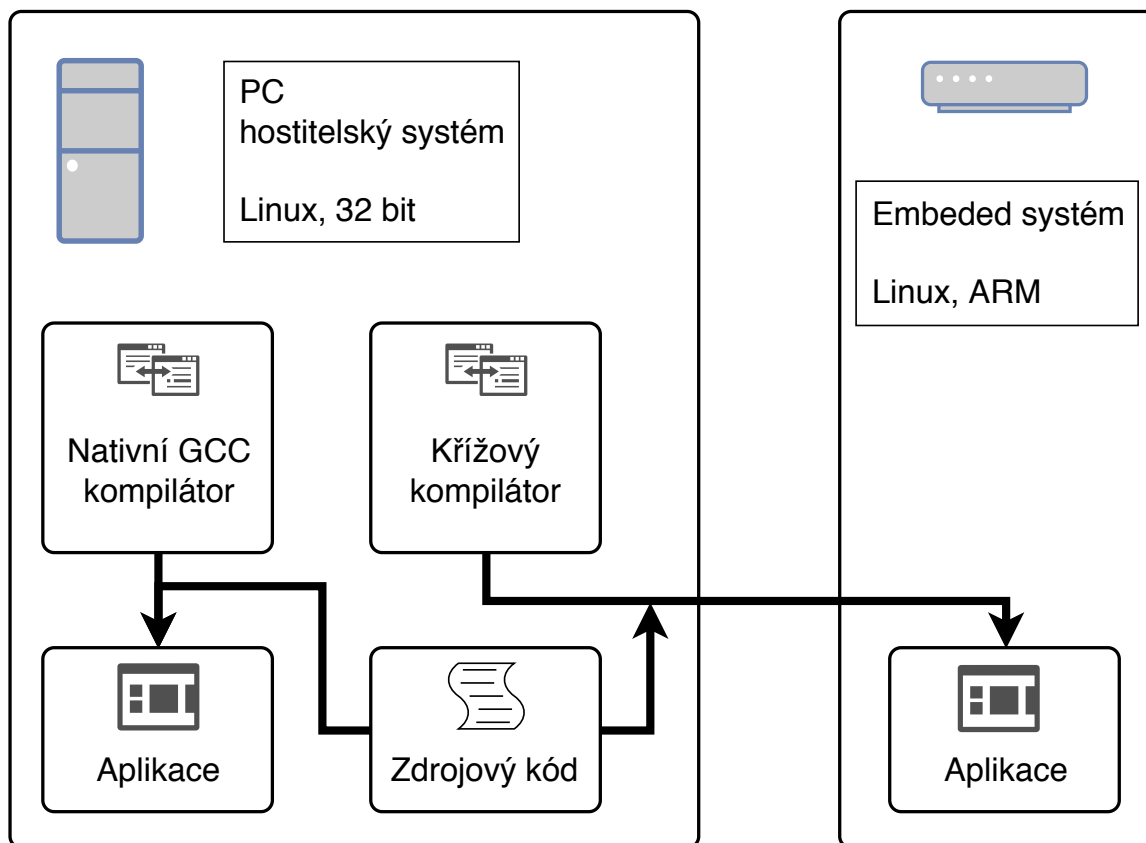 PC
hostitelský systém
Linux, 32 bit
Embeded systém
Linux, ARM
Nativní GCC
kompilátor
Křížový
kompilátor
Aplikace
Zdrojový kód
Aplikace